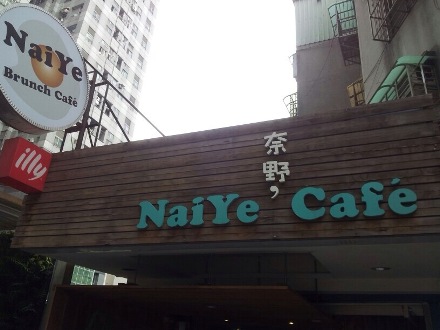 NaiYe
Brunch Café
illy
奈野,
NaiYe Café